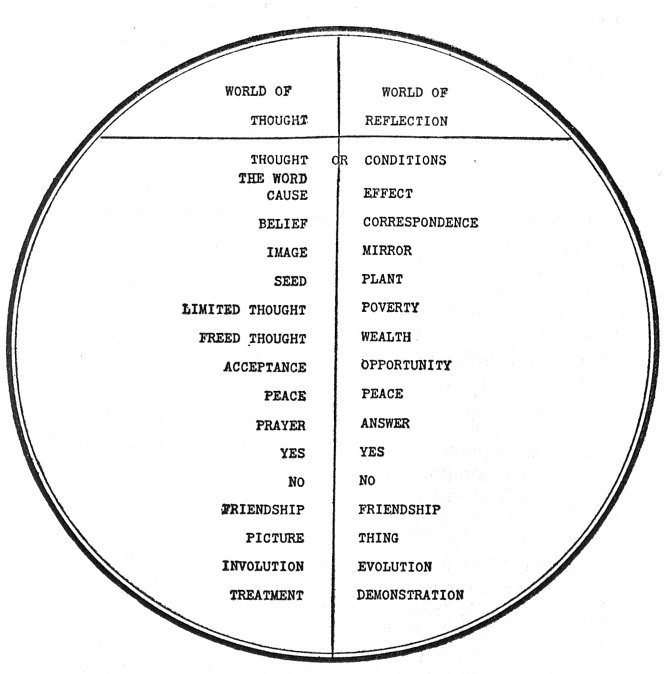 WORLD OF WORLD OF
THOUGHT REFLECTION
THOUGHT OR CONDITIONS
THE WORD
CAUSE EFFECT
BELIEF CORRESPONDENCE
IMAGE MIRROR
SEED PLANT
LIMITED THOUGHT POVERTY
FREED THOUGHT WEALTH
ACCEPTANCE OPPORTUNITY
PEACE PEACE
PRAYER ANSWER
YES YES
NO NO
FRIENDSHIP FRIENDSHIP
PICTURE THING
INVOLUTION EVOLUTION
TREATMENT DEMONSTRATION